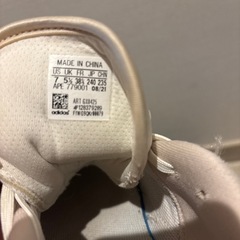 MADE IN CHINA
US UK FR JP CHN
7 5½ 38⅔ 240 235
APE 779001 08/21
ART GX8425
adidas